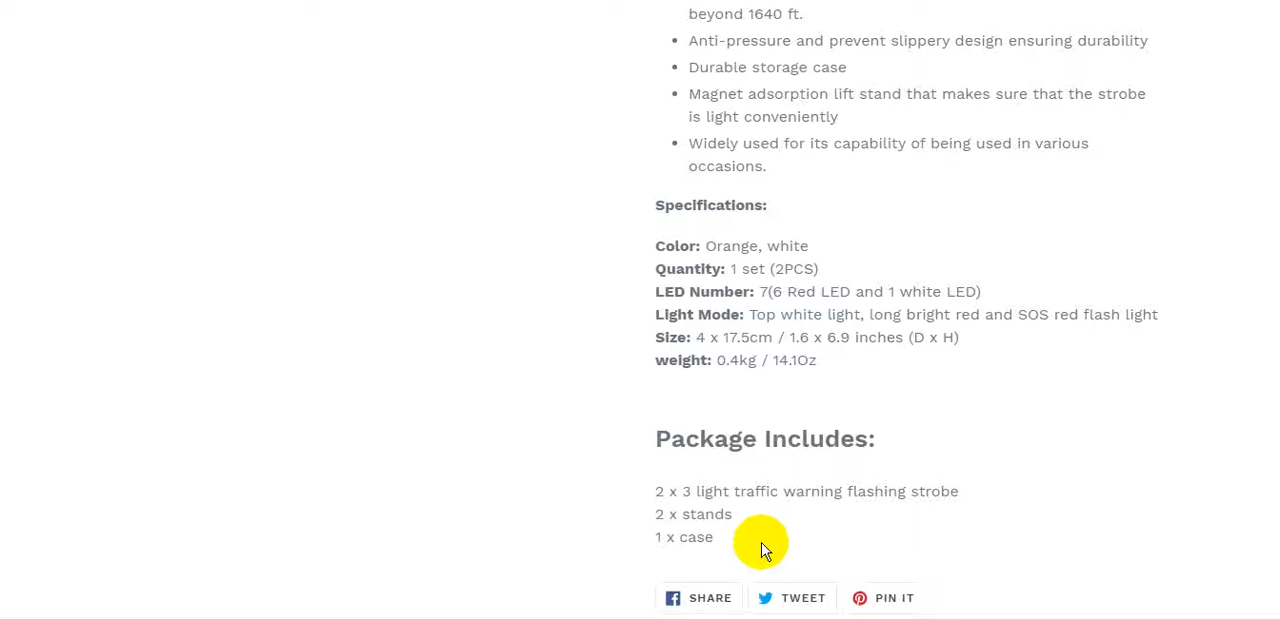 beyond 1640 ft.
Anti-pressure and prevent slippery design ensuring durability
Durable storage case
Magnet adsorption lift stand that makes sure that the strobe
is light conveniently
Widely used for its capability of being used in various
occasions.
Specifications:
Color: Orange, white
Quantity: 1 set (2PCS)
LED Number: 7(6 Red LED and 1 white LED)
Light Mode: Top white light, long bright red and SOS red flash light
Size: 4 x 17.5cm / 1.6 x 6.9 inches (D x H)
weight: 0.4kg / 14.1Oz
Package Includes:
2 x 3 light traffic warning flashing strobe
2 x stands
1 x case
SHARE TWEET PIN IT